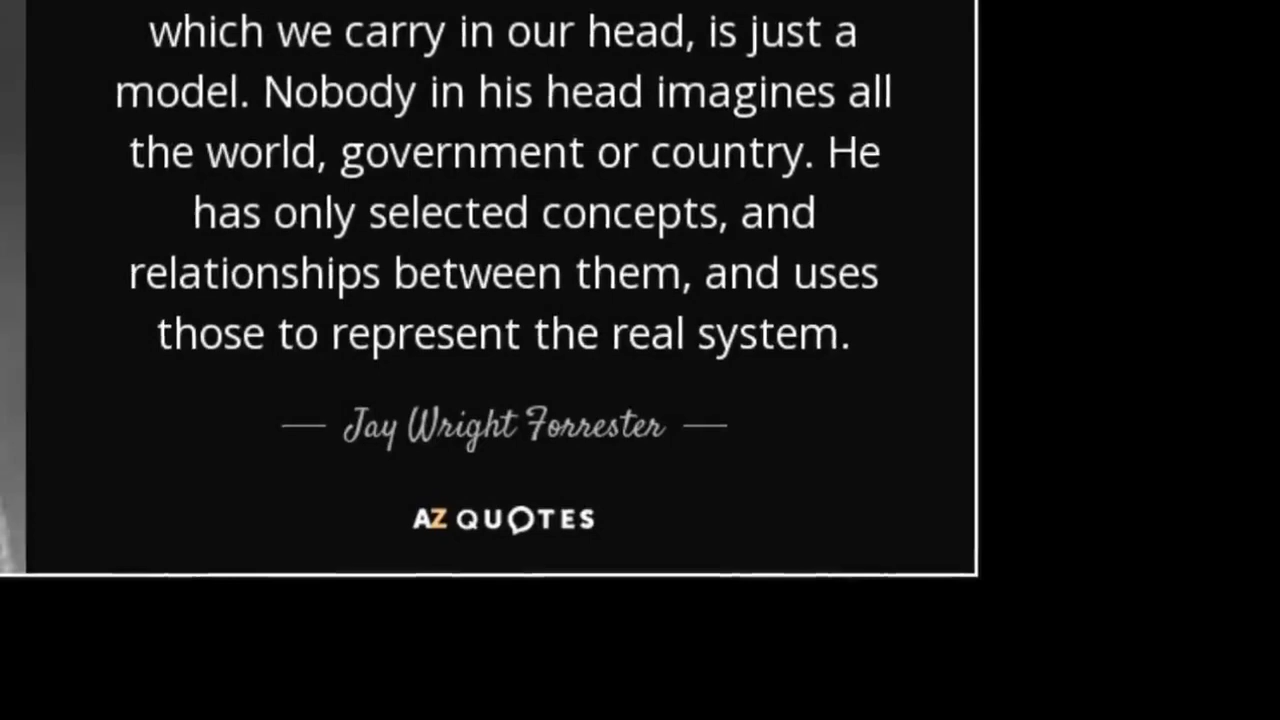 which we carry in our head, is just a
model. Nobody in his head imagines all
the world, government or country. He
has only selected concepts, and
relationships between them, and uses
those to represent the real system.
— Jay Wright Forrester —
AZ QUOTES